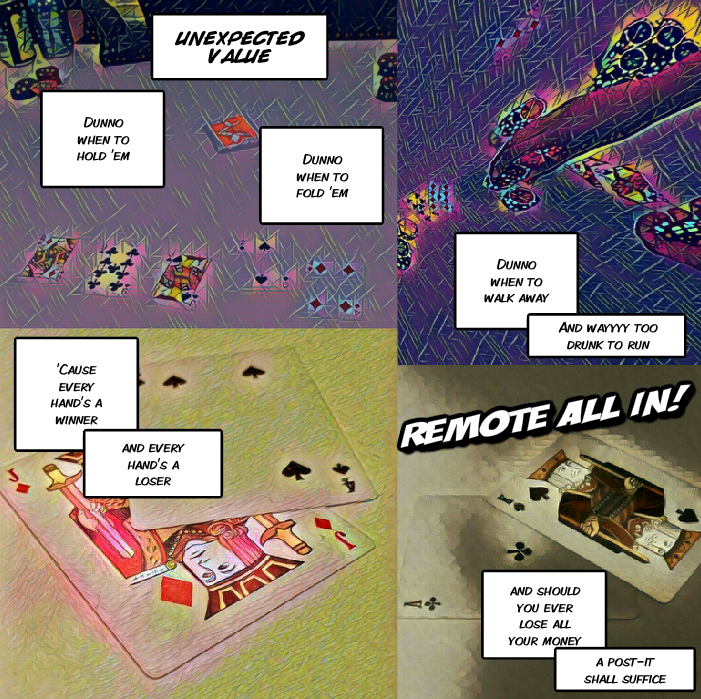 UNEXPECTED
VALUE
DUNNO
WHEN TO
HOLD 'EM
DUNNO
WHEN TO
FOLD 'EM
DUNNO
WHEN TO
WALK AWAY
AND WAYYYY TOO
DRUNK TO RUN
'CAUSE
EVERY
HAND'S A
WINNER
AND EVERY
HAND'S A
LOSER
J
J
REMOTE ALL IN!
AND SHOULD
YOU EVER
LOSE ALL
YOUR MONEY
A POST-IT
SHALL SUFFICE